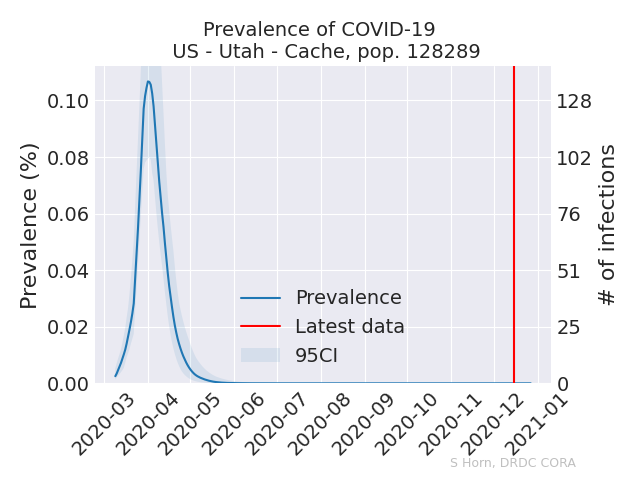 Prevalence of COVID-19
US - Utah - Cache, pop. 128289
Prevalence (%)
0.10
0.08
0.06
0.04
0.02
0.00
128
102
76
51
25
0
# of infections
Prevalence
Latest data
95CI
2020-03
2020-04
2020-05
2020-06
2020-07
2020-08
2020-09
2020-10
2020-11
2020-12
2021-01
S Horn, DRDC CORA